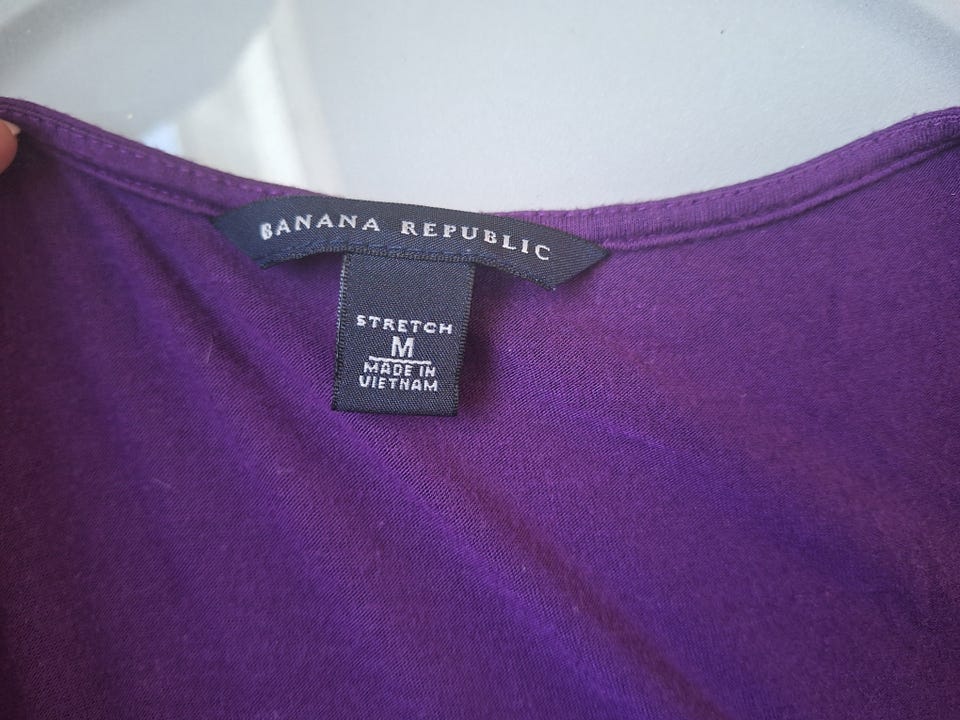 BANANA REPUBLIC
STRETCH
M
MADE IN
VIETNAM